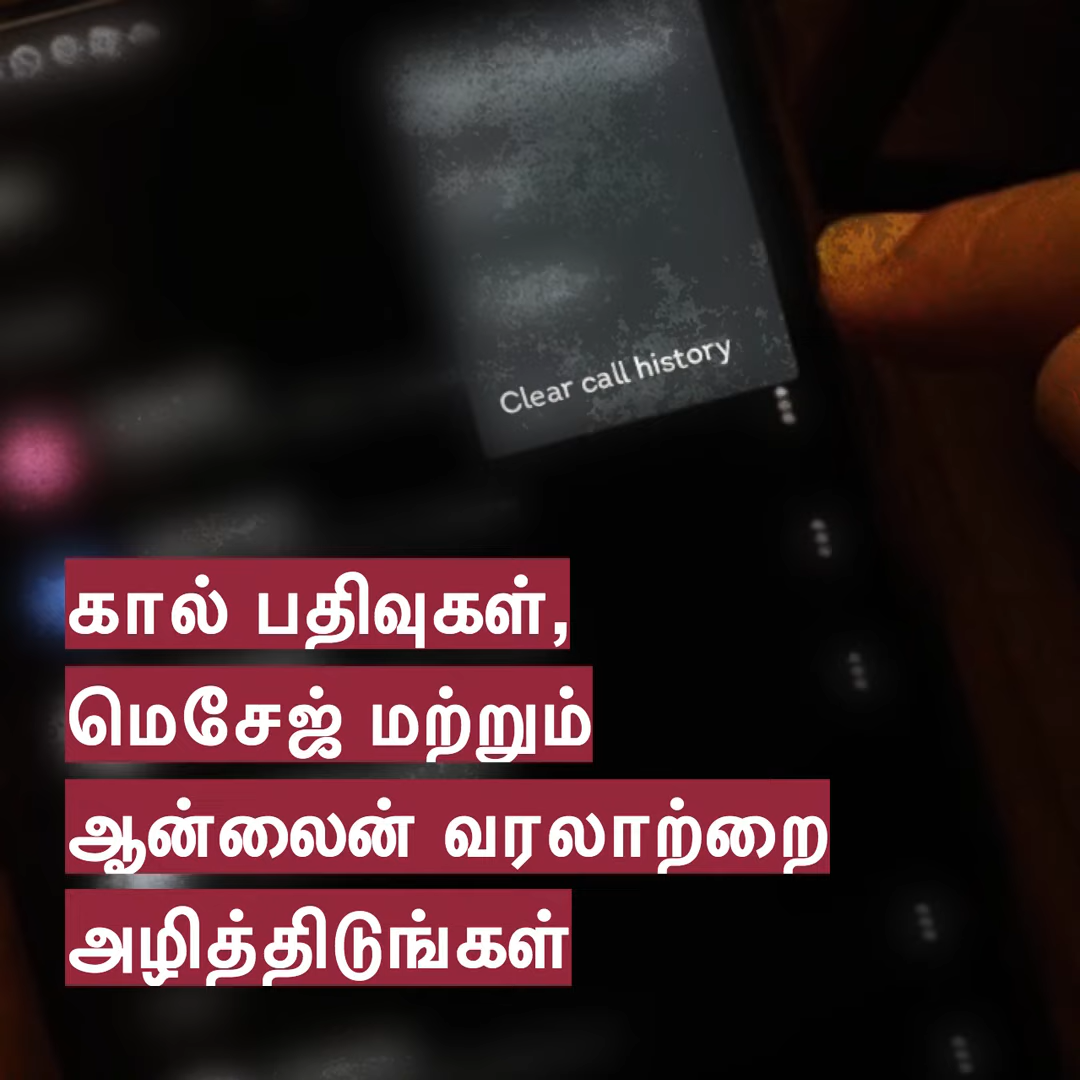 Clear call history
கால் பதிவுகள்,
மெசேஜ் மற்றும்
ஆன்லைன் வரலாற்றை
அழித்திடுங்கள்